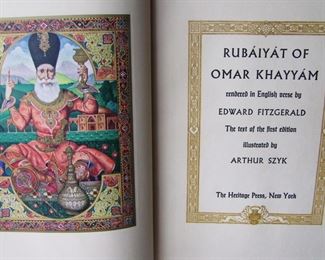 RUBÁIYÁT OF
OMAR KHAYYÁM
rendered in English verse by
EDWARD FITZGERALD
The text of the first edition
illustrated by
ARTHUR SZYK
The Heritage Press, New York